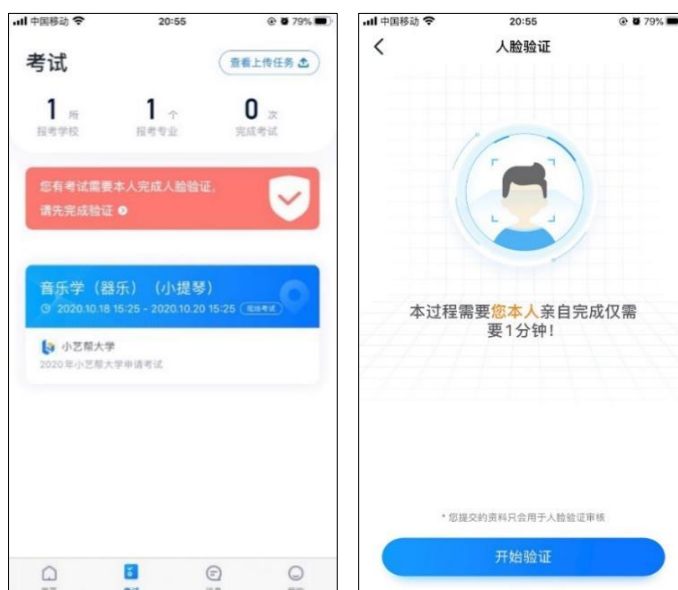 中国移动 20:55 79%
考试
查看上传任务
1 所
报考学校
1 个
报考专业
0 次
完成考试
您有考试需要本人完成人脸验证,
请先完成验证
音乐学（器乐）（小提琴）
2020.10.18 15:25 - 2020.10.20 15:25
小艺帮大学
2020年小艺帮大学申请考试
中国移动 20:55 79%
人脸验证
本过程需要您本人亲自完成仅需
要1分钟!
* 您提交的资料只会用于人脸验证审核
开始验证